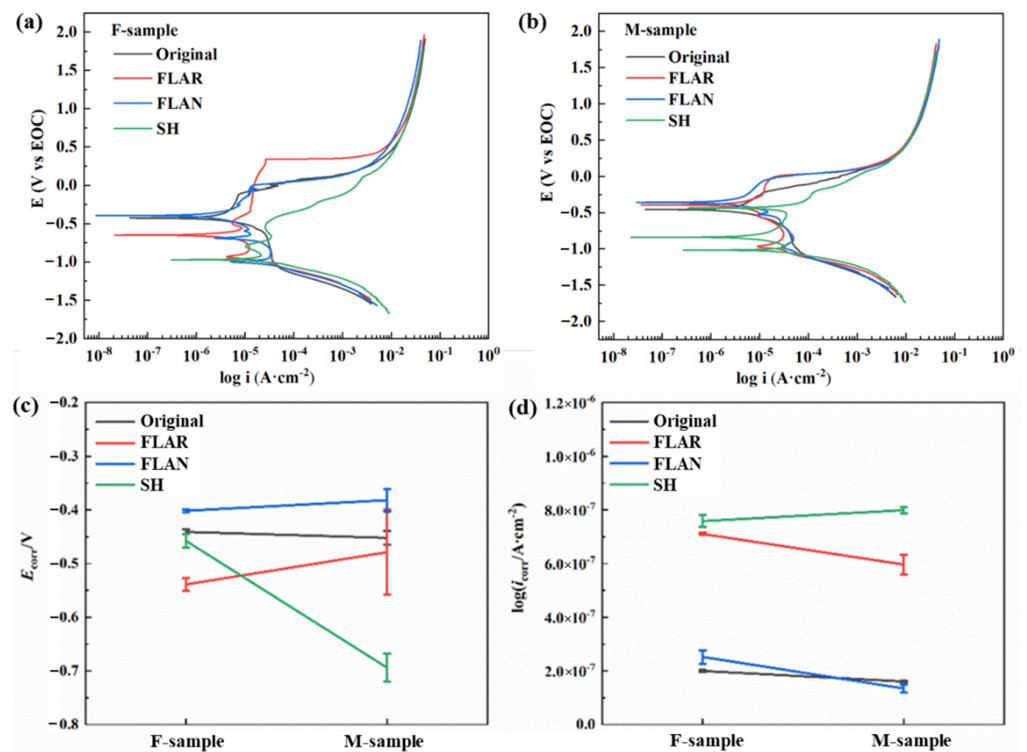 (a)
F-sample
Original
FLAR
FLAN
SH
E (V vs EOC)
2.0
1.5
1.0
0.5
0.0
−0.5
−1.0
−1.5
−2.0
10⁻⁸ 10⁻⁷ 10⁻⁶ 10⁻⁵ 10⁻⁴ 10⁻³ 10⁻² 10⁻¹ 10⁰
log i (A·cm⁻²)
(b)
M-sample
Original
FLAR
FLAN
SH
E (V vs EOC)
2.0
1.5
1.0
0.5
0.0
−0.5
−1.0
−1.5
−2.0
10⁻⁸ 10⁻⁷ 10⁻⁶ 10⁻⁵ 10⁻⁴ 10⁻³ 10⁻² 10⁻¹ 10⁰
log i (A·cm⁻²)
(c)
Original
FLAR
FLAN
SH
E_corr/V
−0.2
−0.3
−0.4
−0.5
−0.6
−0.7
−0.8
F-sample M-sample
(d)
Original
FLAR
FLAN
SH
log(i_corr/A·cm⁻²)
1.2×10⁻⁶
1.0×10⁻⁶
8.0×10⁻⁷
6.0×10⁻⁷
4.0×10⁻⁷
2.0×10⁻⁷
0.0
F-sample M-sample